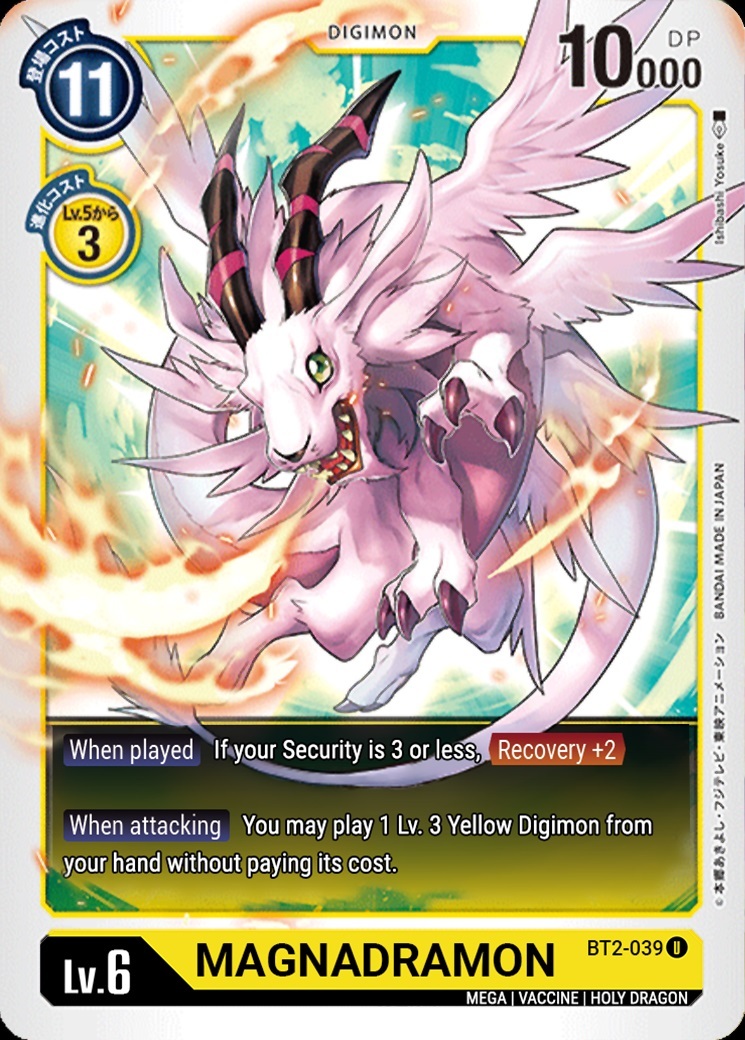 DIGIMON
登場コスト
11
10000
DP
進化コスト
Lv.5から
3
Ishibashi Yosuke
When played If your Security is 3 or less, Recovery +2
When attacking You may play 1 Lv. 3 Yellow Digimon from
your hand without paying its cost.
©本郷あきよし・フジテレビ・東映アニメーション BANDAI MADE IN JAPAN
Lv.6
MAGNADRAMON
BT2-039 U
MEGA | VACCINE | HOLY DRAGON